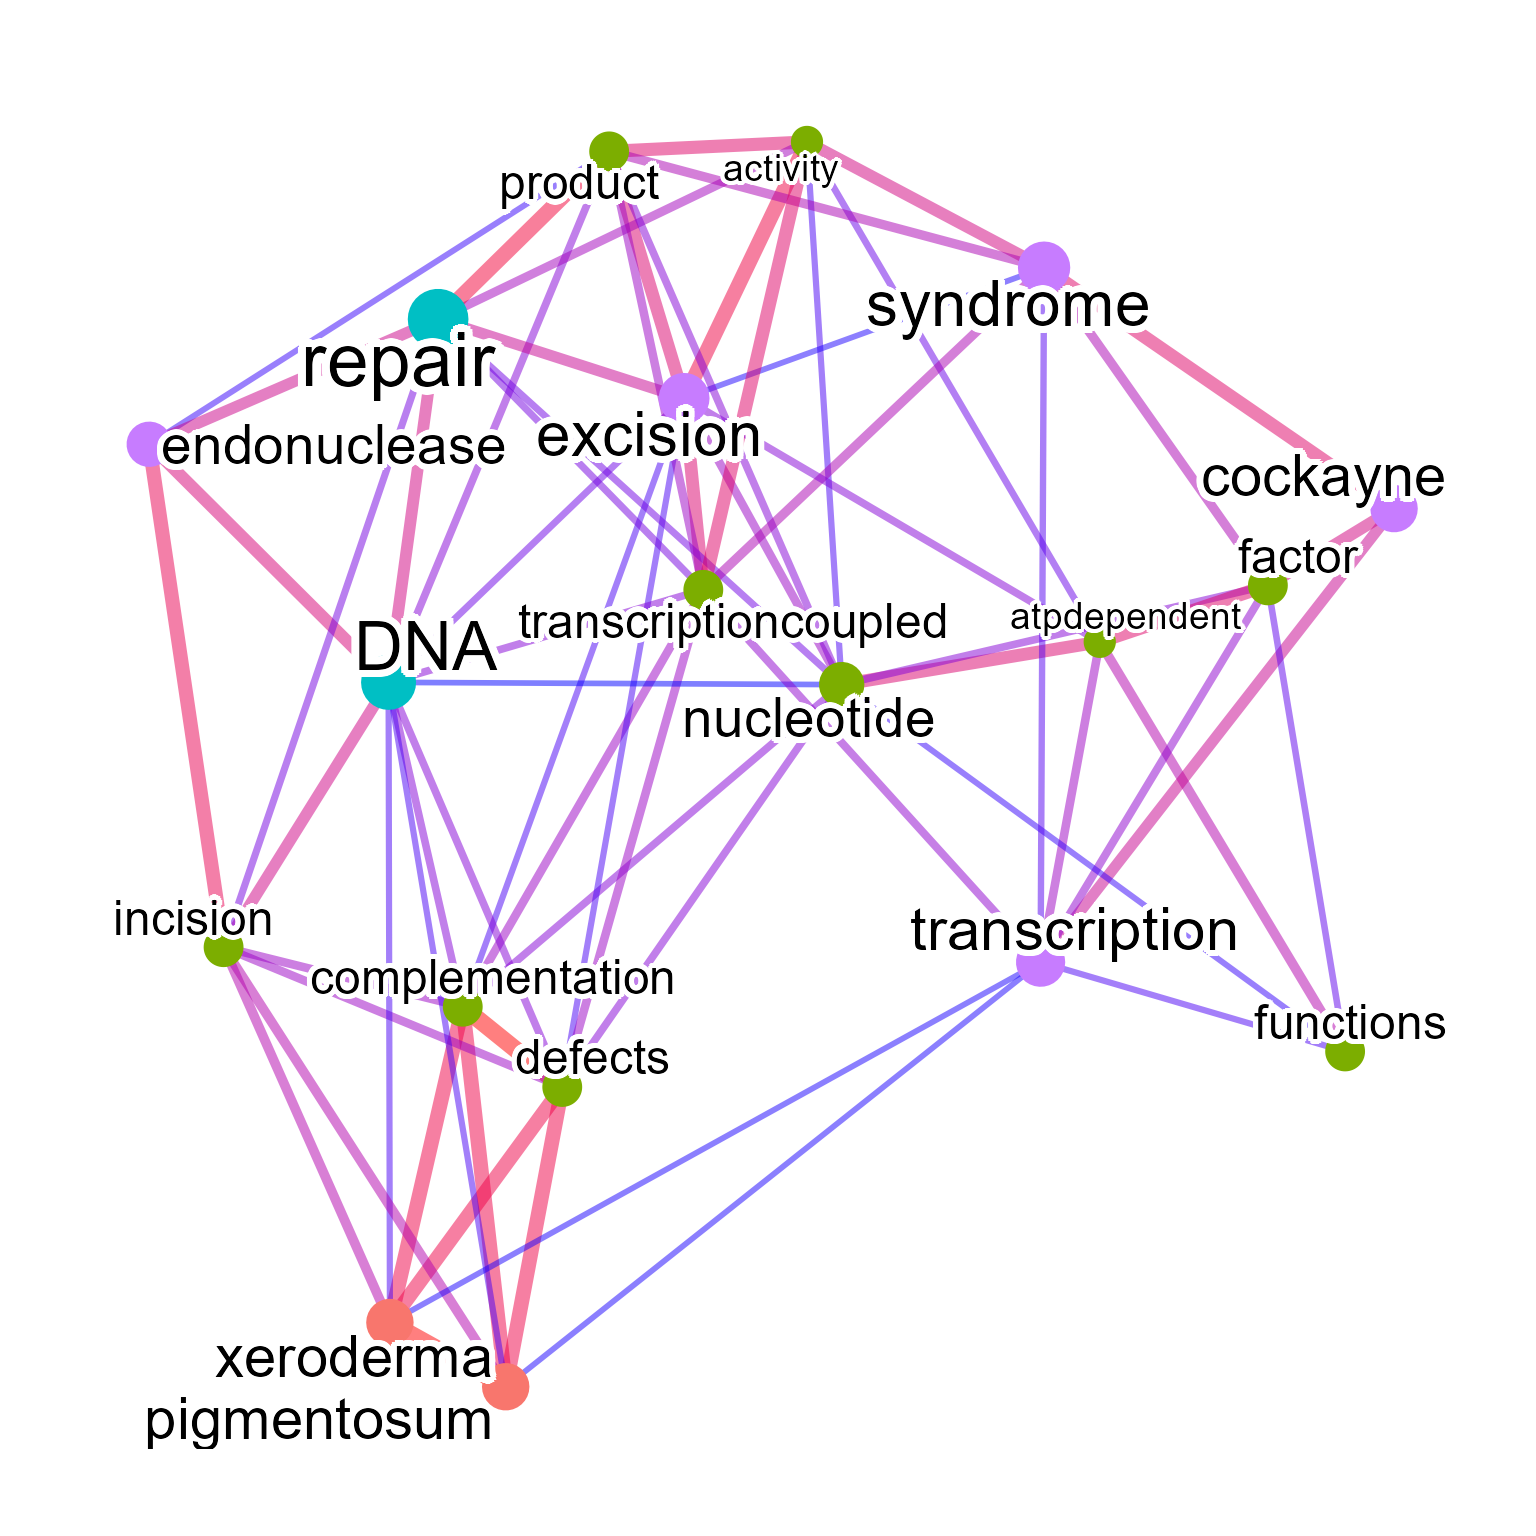 activity
product
syndrome
repair
excision
endonuclease
cockayne
factor
atpdependent
transcriptioncoupled
DNA
nucleotide
incision
transcription
complementation
functions
defects
xeroderma
pigmentosum